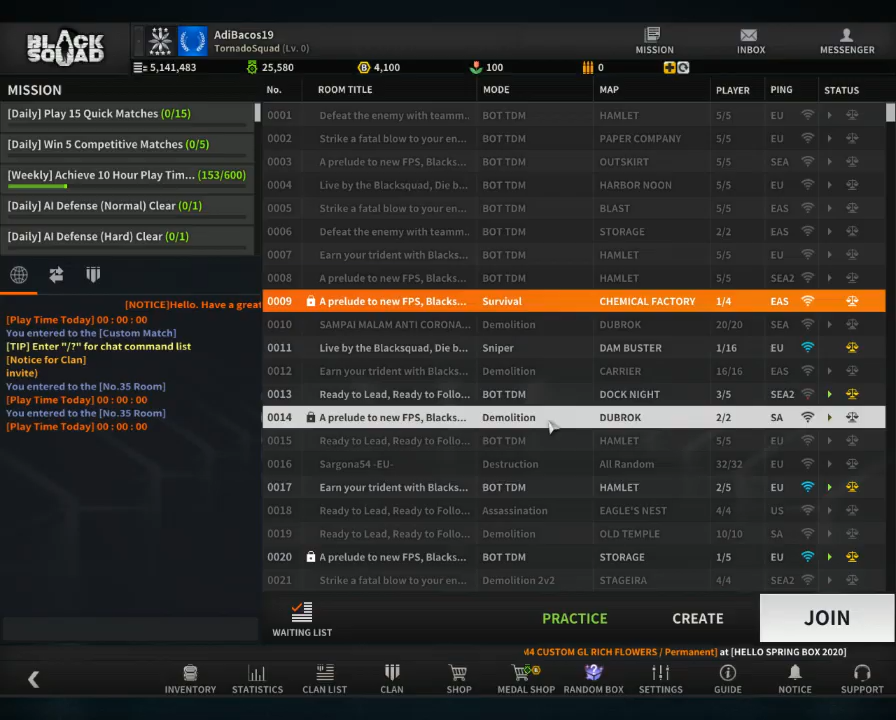 BLACK SQUAD
AdiBacos19
TornadoSquad (Lv. 0)
MISSION
INBOX
MESSENGER
5,141,483
25,580
B 4,100
100
0
MISSION
[Daily] Play 15 Quick Matches (0/15)
[Daily] Win 5 Competitive Matches (0/5)
[Weekly] Achieve 10 Hour Play Tim... (153/600)
[Daily] AI Defense (Normal) Clear (0/1)
[Daily] AI Defense (Hard) Clear (0/1)
[NOTICE]Hello. Have a great
[Play Time Today] 00 : 00 : 00
You entered to the [Custom Match]
[TIP] Enter "/?" for chat command list
[Notice for Clan]
invite)
You entered to the [No.35 Room]
[Play Time Today] 00 : 00 : 00
You entered to the [No.35 Room]
[Play Time Today] 00 : 00 : 00
No. ROOM TITLE MODE MAP PLAYER PING STATUS
0001 Defeat the enemy with teamm... BOT TDM HAMLET 5/5 EU
0002 Strike a fatal blow to your en... BOT TDM PAPER COMPANY 5/5 EU
0003 A prelude to new FPS, Blacks... BOT TDM OUTSKIRT 5/5 SEA
0004 Live by the Blacksquad, Die b... BOT TDM HARBOR NOON 5/5 EU
0005 Strike a fatal blow to your en... BOT TDM BLAST 5/5 EAS
0006 Defeat the enemy with teamm... BOT TDM STORAGE 2/2 EU
0007 Earn your trident with Blacks... BOT TDM HAMLET 5/5 EU
0008 A prelude to new FPS, Blacks... BOT TDM HAMLET 5/5 SEA2
0009 A prelude to new FPS, Blacks... Survival CHEMICAL FACTORY 1/4 EAS
0010 SAMPAI MALAM ANTI CORONA... Demolition DUBROK 20/20 SEA
0011 Live by the Blacksquad, Die b... Sniper DAM BUSTER 1/16 EU
0012 Earn your trident with Blacks... Demolition CARRIER 16/16 EAS
0013 Ready to Lead, Ready to Follo... BOT TDM DOCK NIGHT 3/5 SEA2
0014 A prelude to new FPS, Blacks... Demolition DUBROK 2/2 SA
0015 Ready to Lead, Ready to Follo... BOT TDM HAMLET 5/5 EU
0016 Sargona54 -EU- Destruction All Random 32/32 EU
0017 Earn your trident with Blacks... BOT TDM HAMLET 2/5 EU
0018 Ready to Lead, Ready to Follo... Assassination EAGLE'S NEST 4/4 US
0019 Ready to Lead, Ready to Follo... Demolition OLD TEMPLE 10/10 SA
0020 A prelude to new FPS, Blacks... BOT TDM STORAGE 1/5 EU
0021 Strike a fatal blow to your en... Demolition 2v2 STAGEIRA 4/4 SEA2
WAITING LIST
PRACTICE
CREATE
JOIN
M4 CUSTOM GL RICH FLOWERS / Permanent] at [HELLO SPRING BOX 2020]
INVENTORY
STATISTICS
CLAN LIST
CLAN
SHOP
MEDAL SHOP
RANDOM BOX
SETTINGS
GUIDE
NOTICE
SUPPORT